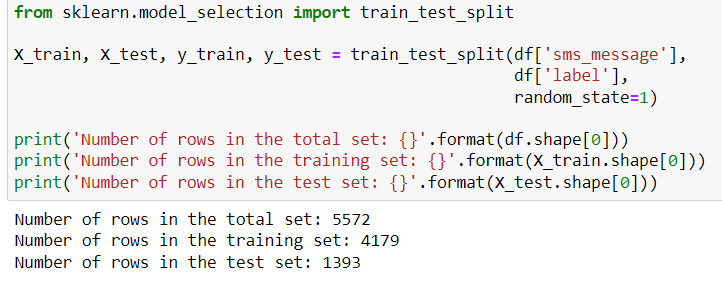 from sklearn.model_selection import train_test_split
X_train, X_test, y_train, y_test = train_test_split(df['sms_message'],
df['label'],
random_state=1)
print('Number of rows in the total set: {}'.format(df.shape[0]))
print('Number of rows in the training set: {}'.format(X_train.shape[0]))
print('Number of rows in the test set: {}'.format(X_test.shape[0]))
Number of rows in the total set: 5572
Number of rows in the training set: 4179
Number of rows in the test set: 1393